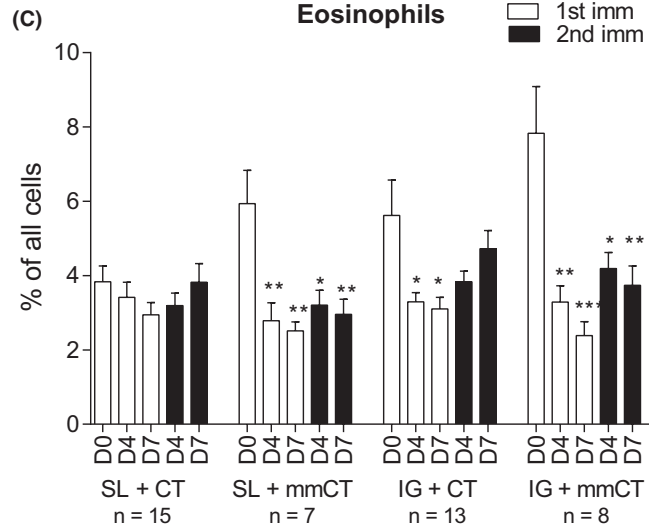 (C)
Eosinophils
1st imm
2nd imm
% of all cells
10
8
6
4
2
0
** ** * **
* *
** *** * **
D0 D4 D7 D4 D7 D0 D4 D7 D4 D7 D0 D4 D7 D4 D7 D0 D4 D7 D4 D7
SL + CT SL + mmCT IG + CT IG + mmCT
n = 15 n = 7 n = 13 n = 8